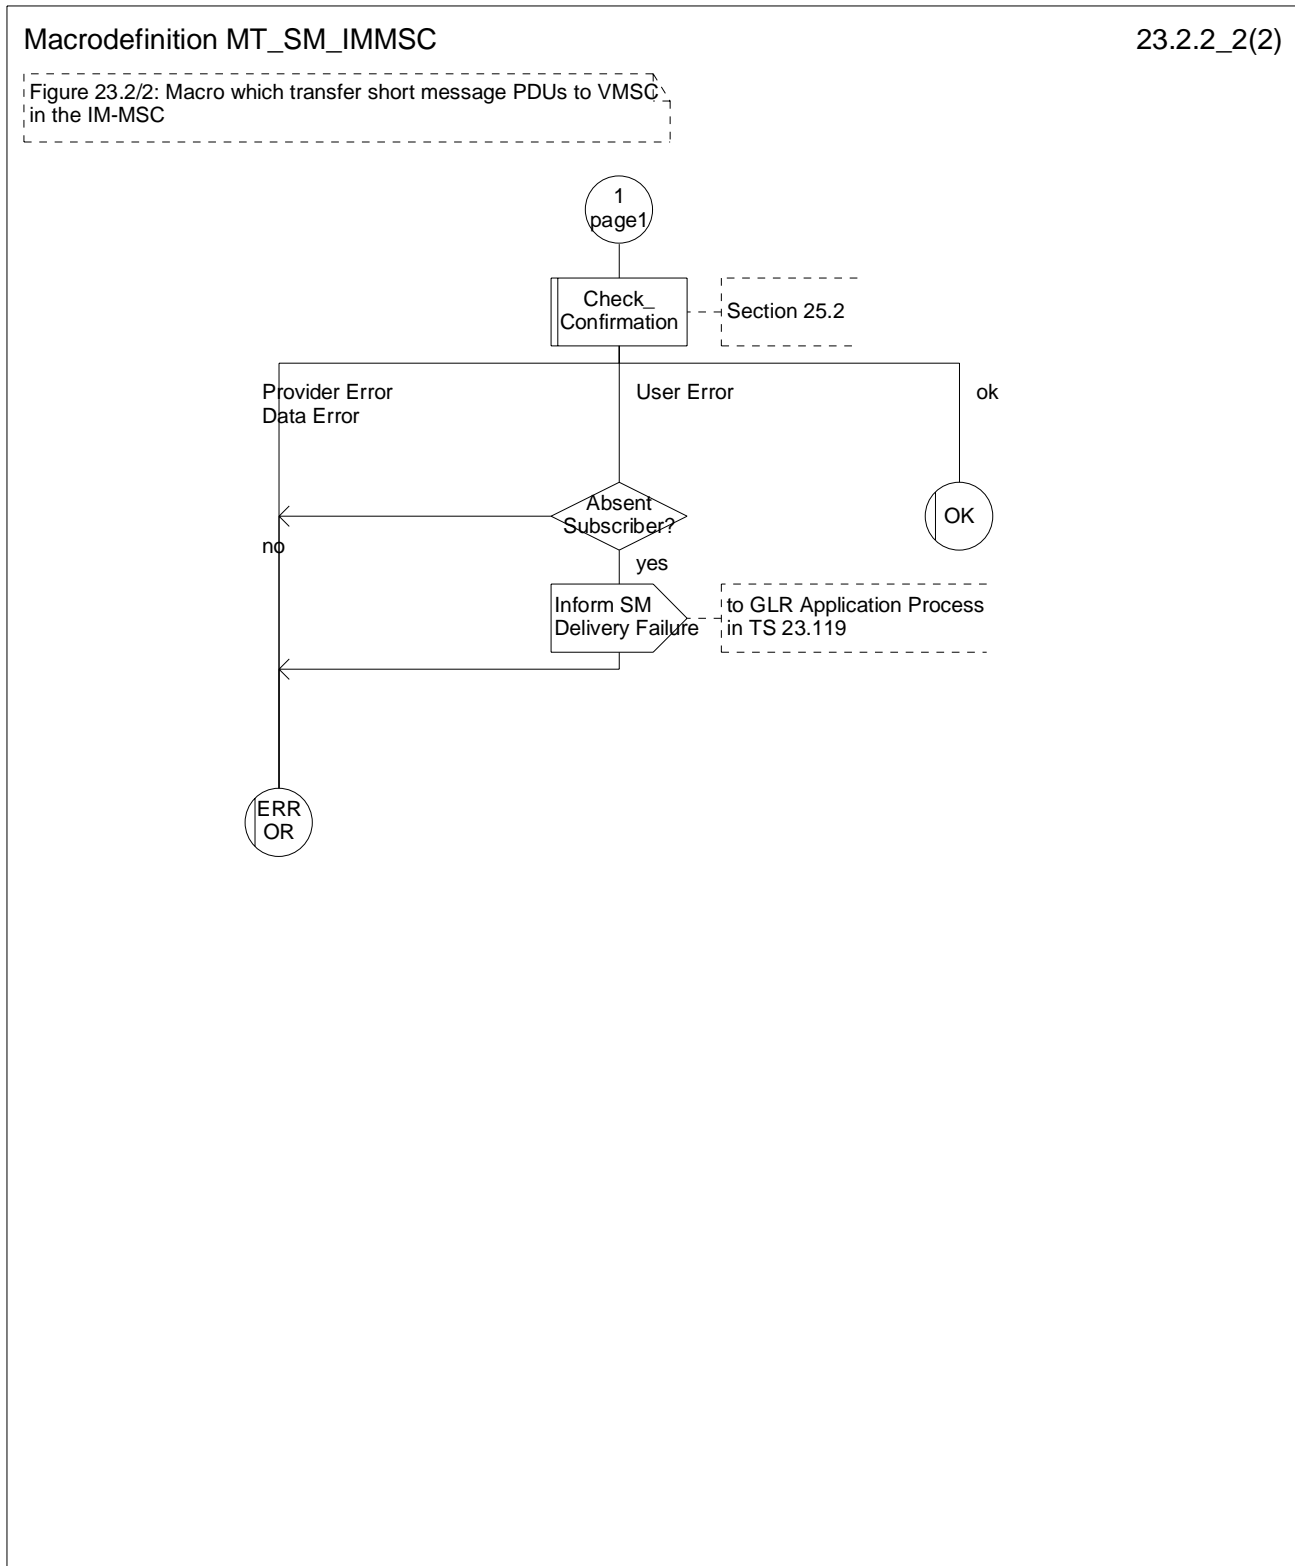 Macrodefinition MT_SM_IMMSC
23.2.2_2(2)
Figure 23.2/2: Macro which transfer short message PDUs to VMSC
in the IM-MSC
1
page1
Check_
Confirmation
Section 25.2
Provider Error
Data Error
User Error
ok
Absent
Subscriber?
OK
no
yes
Inform SM
Delivery Failure
to GLR Application Process
in TS 23.119
ERR
OR